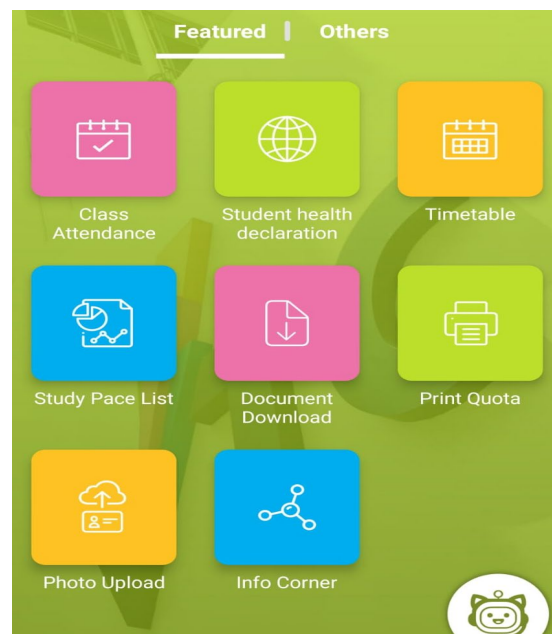 Featured
Others
Class
Attendance
Student health
declaration
Timetable
Study Pace List
Document
Download
Print Quota
Photo Upload
Info Corner